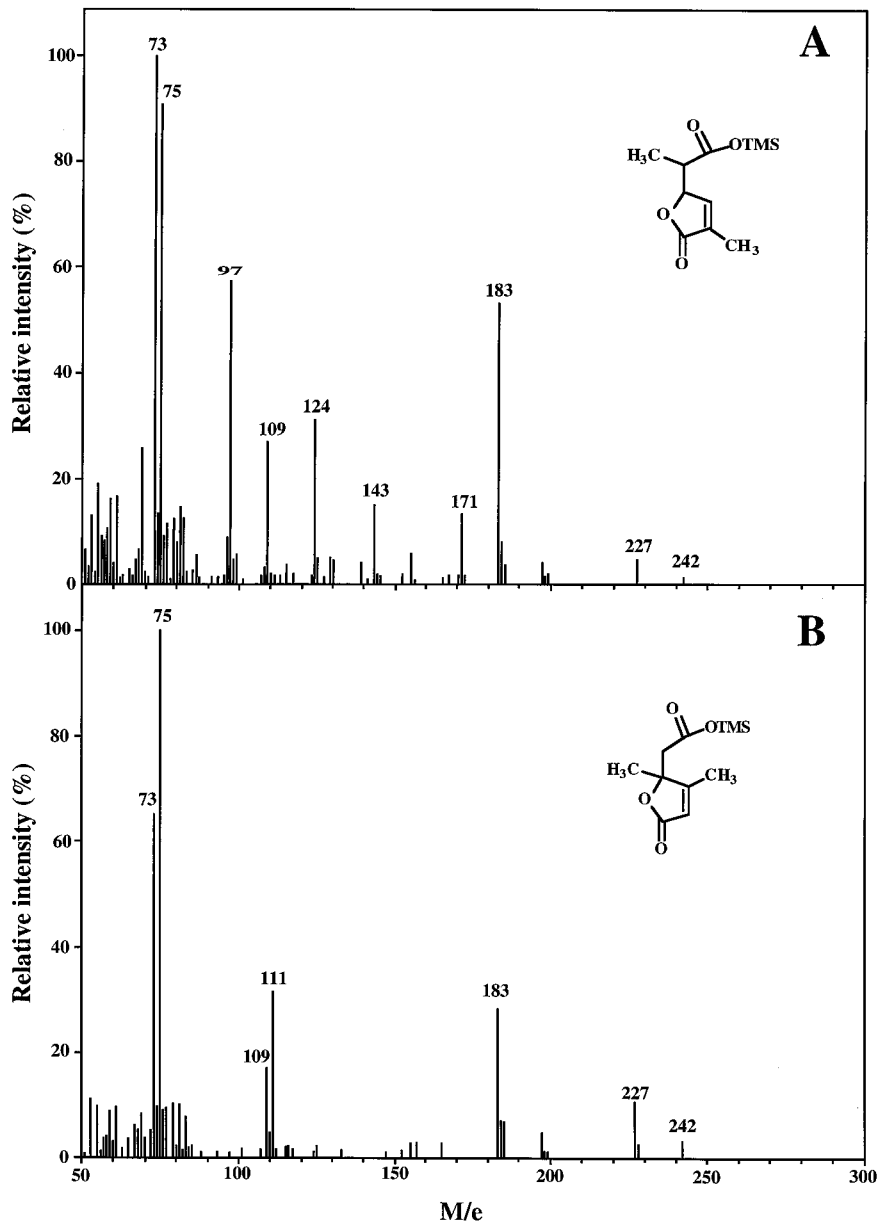 A
73
75
100
O
OTMS
H₃C
80
O
CH₃
O
Relative intensity (%)
60
97
183
40
124
109
20
143
171
227
242
0
75
B
100
O
OTMS
80
H₃C
CH₃
73
O
O
Relative intensity (%)
60
40
111
183
109
20
227
242
0
50
100
150
200
250
300
M/e